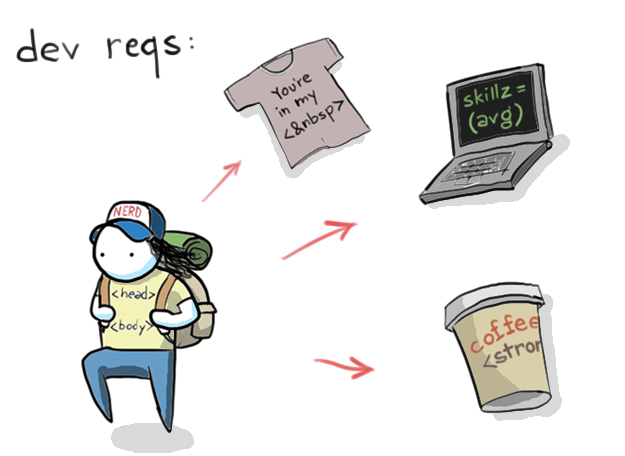 dev reqs:
You're
in my
<&nbsp>
skillz =
(avg)
NERD
<head>
<body>
coffee
<stron